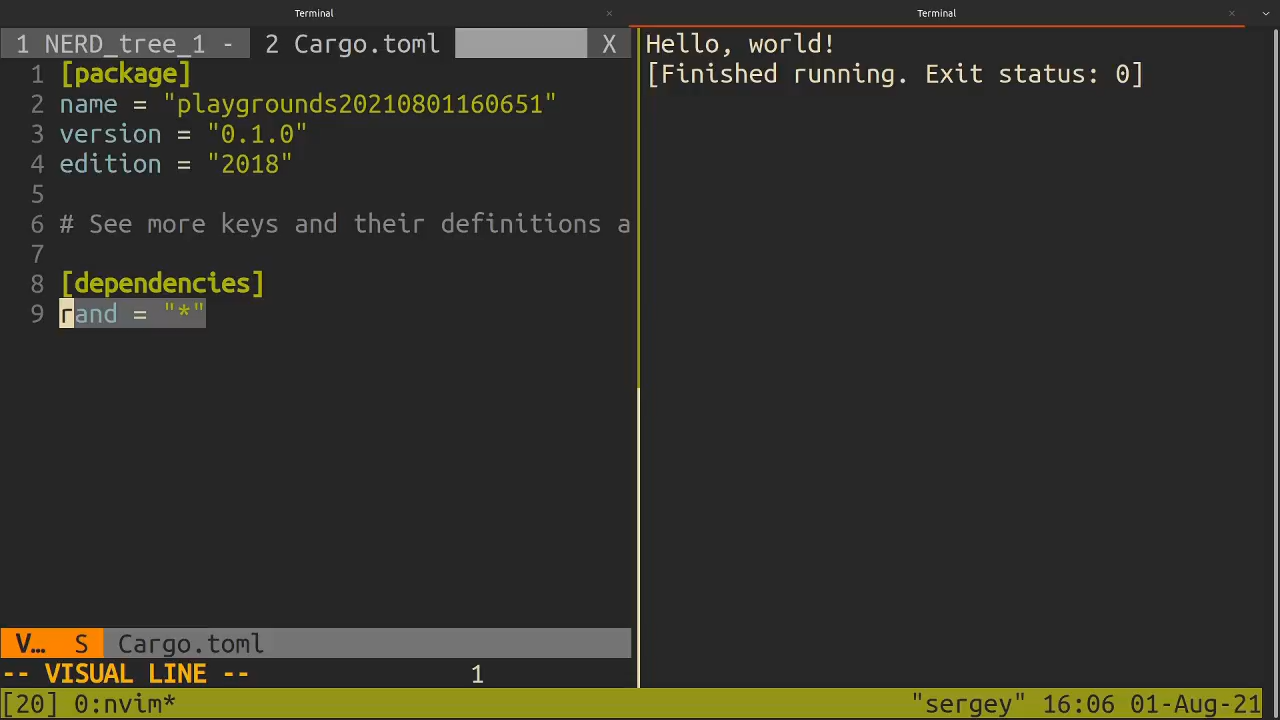 Terminal × Terminal ×
1 NERD_tree_1 - 2 Cargo.toml X
1 [package]
2 name = "playgrounds20210801160651"
3 version = "0.1.0"
4 edition = "2018"
5
6 # See more keys and their definitions a
7
8 [dependencies]
9 rand = "*"
V… S Cargo.toml
-- VISUAL LINE -- 1
Hello, world!
[Finished running. Exit status: 0]
[20] 0:nvim* "sergey" 16:06 01-Aug-21